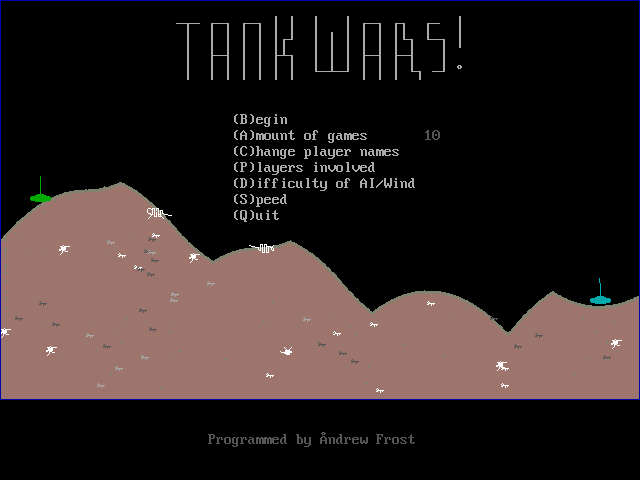 TANK WARS!
(B)egin
(A)mount of games 10
(C)hange player names
(P)layers involved
(D)ifficulty of AI/Wind
(S)peed
(Q)uit
Programmed by Åndrew Frost